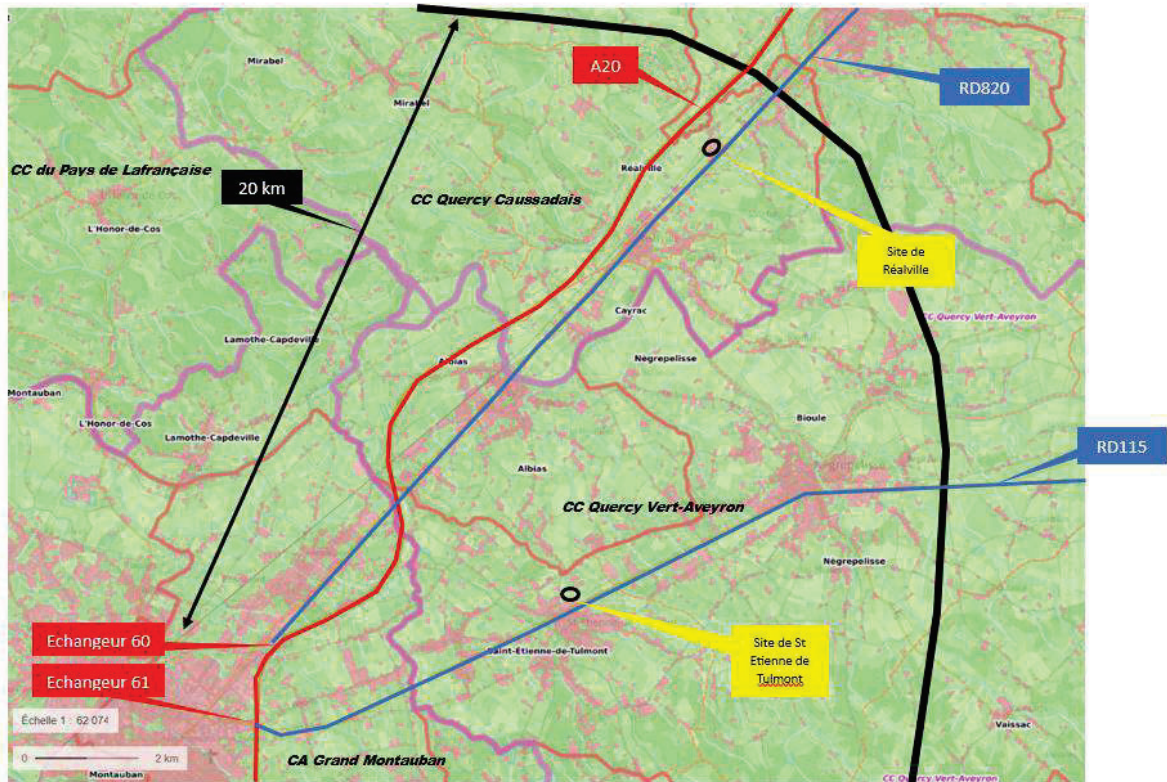 Mirabel
A20
RD820
Mirabel
CC du Pays de Lafrançaise
Réalville
20 km
CC Quercy Caussadais
L'Honor-de-Cos
Site de
Réalville
Cayrac
CC Quercy Vert-Aveyron
Lamothe-Capdeville
Albias
Nègrepelisse
Montauban
L'Honor-de-Cos
Bioule
Lamothe-Capdeville
RD115
Albias
CC Quercy Vert-Aveyron
Nègrepelisse
Echangeur 60
Site de St
Etienne de
Tulmont
Saint-Étienne-de-Tulmont
Echangeur 61
Échelle 1 : 62 074
Vaissac
0 2 km
CA Grand Montauban
Montauban
CC Quercy Vert-Aveyron